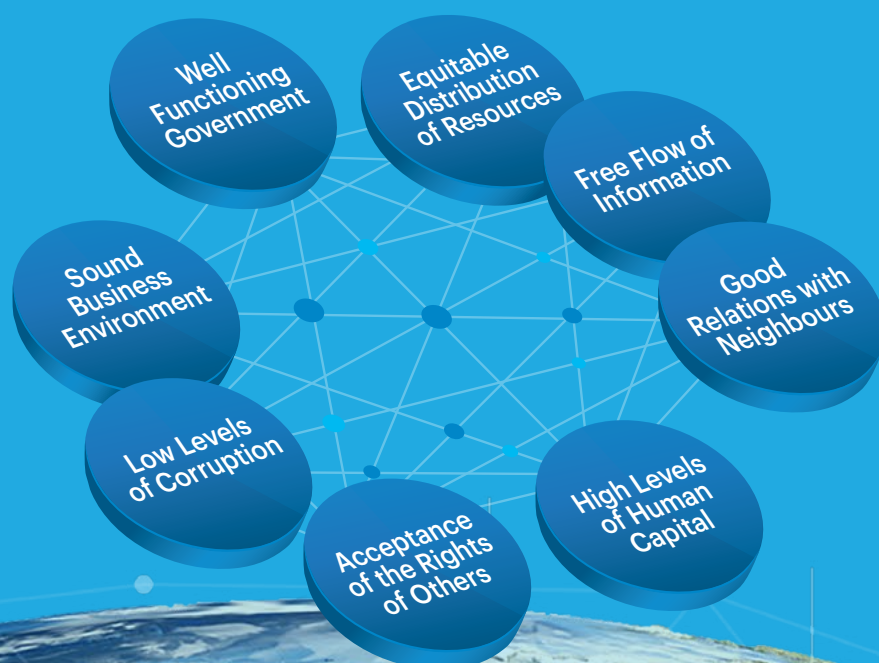 Well
Functioning
Government
Equitable
Distribution
of Resources
Free Flow of
Information
Good
Relations with
Neighbours
High Levels
of Human
Capital
Acceptance
of the Rights
of Others
Low Levels
of Corruption
Sound
Business
Environment